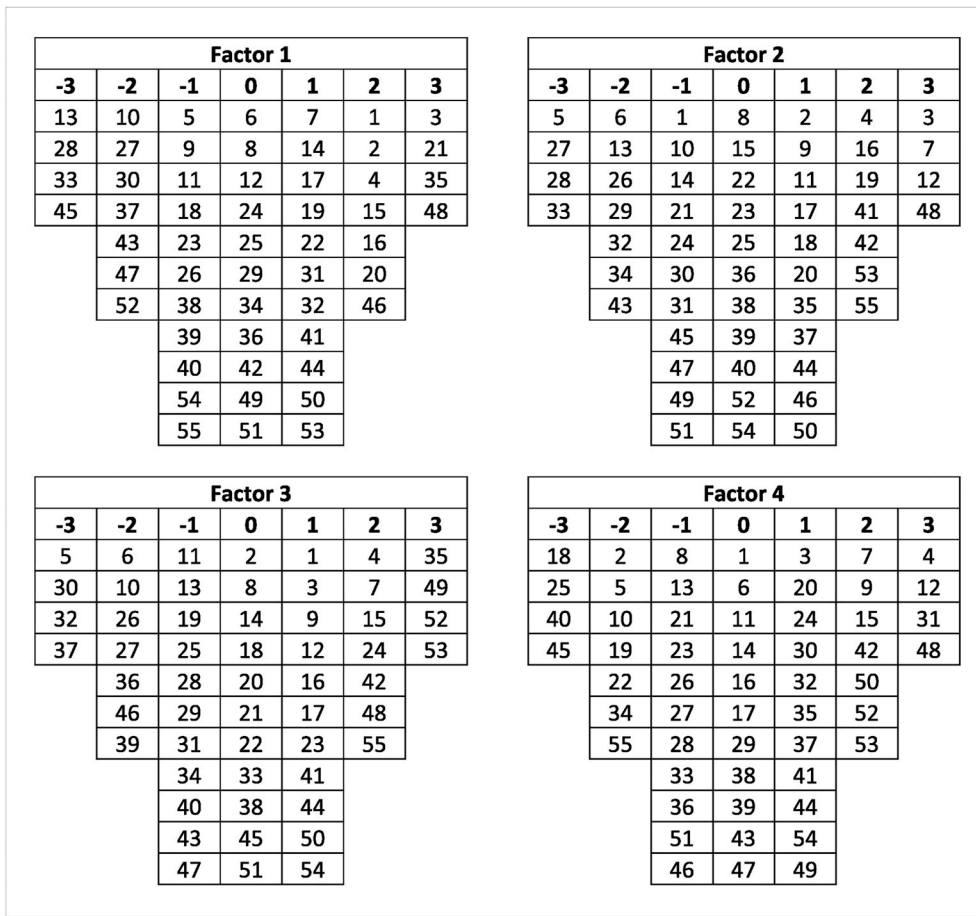 Factor 1
-3 -2 -1 0 1 2 3
13 10 5 6 7 1 3
28 27 9 8 14 2 21
33 30 11 12 17 4 35
45 37 18 24 19 15 48
43 23 25 22 16
47 26 29 31 20
52 38 34 32 46
39 36 41
40 42 44
54 49 50
55 51 53
Factor 2
-3 -2 -1 0 1 2 3
5 6 1 8 2 4 3
27 13 10 15 9 16 7
28 26 14 22 11 19 12
33 29 21 23 17 41 48
32 24 25 18 42
34 30 36 20 53
43 31 38 35 55
45 39 37
47 40 44
49 52 46
51 54 50
Factor 3
-3 -2 -1 0 1 2 3
5 6 11 2 1 4 35
30 10 13 8 3 7 49
32 26 19 14 9 15 52
37 27 25 18 12 24 53
36 28 20 16 42
46 29 21 17 48
39 31 22 23 55
34 33 41
40 38 44
43 45 50
47 51 54
Factor 4
-3 -2 -1 0 1 2 3
18 2 8 1 3 7 4
25 5 13 6 20 9 12
40 10 21 11 24 15 31
45 19 23 14 30 42 48
22 26 16 32 50
34 27 17 35 52
55 28 29 37 53
33 38 41
36 39 44
51 43 54
46 47 49